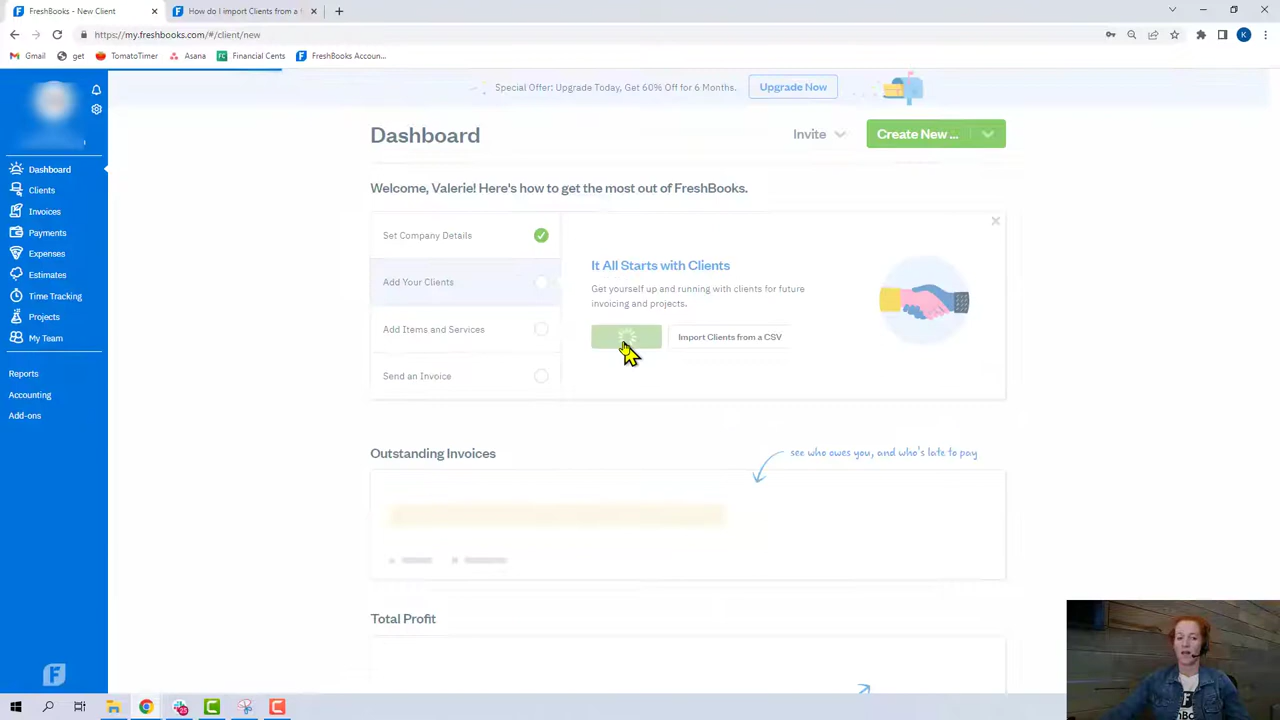 FreshBooks - New Client
How do I import Clients from a
https://my.freshbooks.com/#/client/new
K
Gmail
get
TomatoTimer
Asana
Financial Cents
FreshBooks Accoun...
Special Offer: Upgrade Today, Get 60% Off for 6 Months.
Upgrade Now
Dashboard
Invite
Create New ...
Welcome, Valerie! Here's how to get the most out of FreshBooks.
Dashboard
Clients
Invoices
Payments
Expenses
Estimates
Time Tracking
Projects
My Team
Reports
Accounting
Add-ons
Set Company Details
Add Your Clients
Add Items and Services
Send an Invoice
It All Starts with Clients
Get yourself up and running with clients for future
invoicing and projects.
Import Clients from a CSV
Outstanding Invoices
see who owes you, and who's late to pay
Total Profit